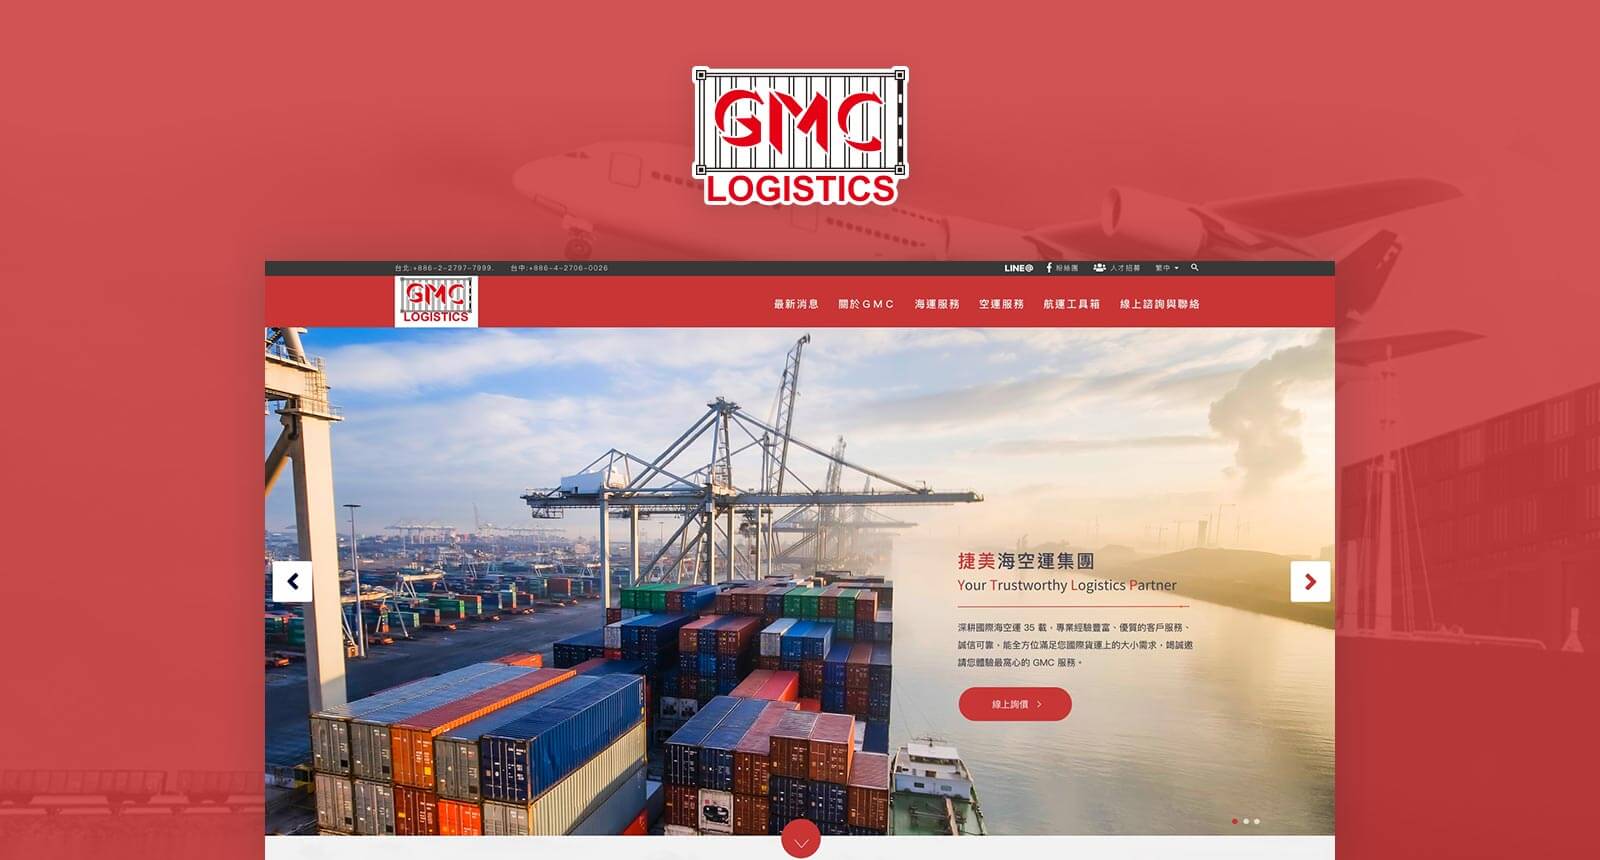 GMC
LOGISTICS
台北:+886-2-2797-7999. 台中:+886-4-2706-0026 LINE@ 粉絲團 人才招募 繁中
GMC
LOGISTICS
最新消息 關於GMC 海運服務 空運服務 航運工具箱 線上諮詢與聯絡
捷美海空運集團
Your Trustworthy Logistics Partner
深耕國際海空運 35 載，專業經驗豐富、優質的客戶服務、
誠信可靠，能全方位滿足您國際貨運上的大小需求，竭誠邀
請您體驗最窩心的 GMC 服務。
線上詢價